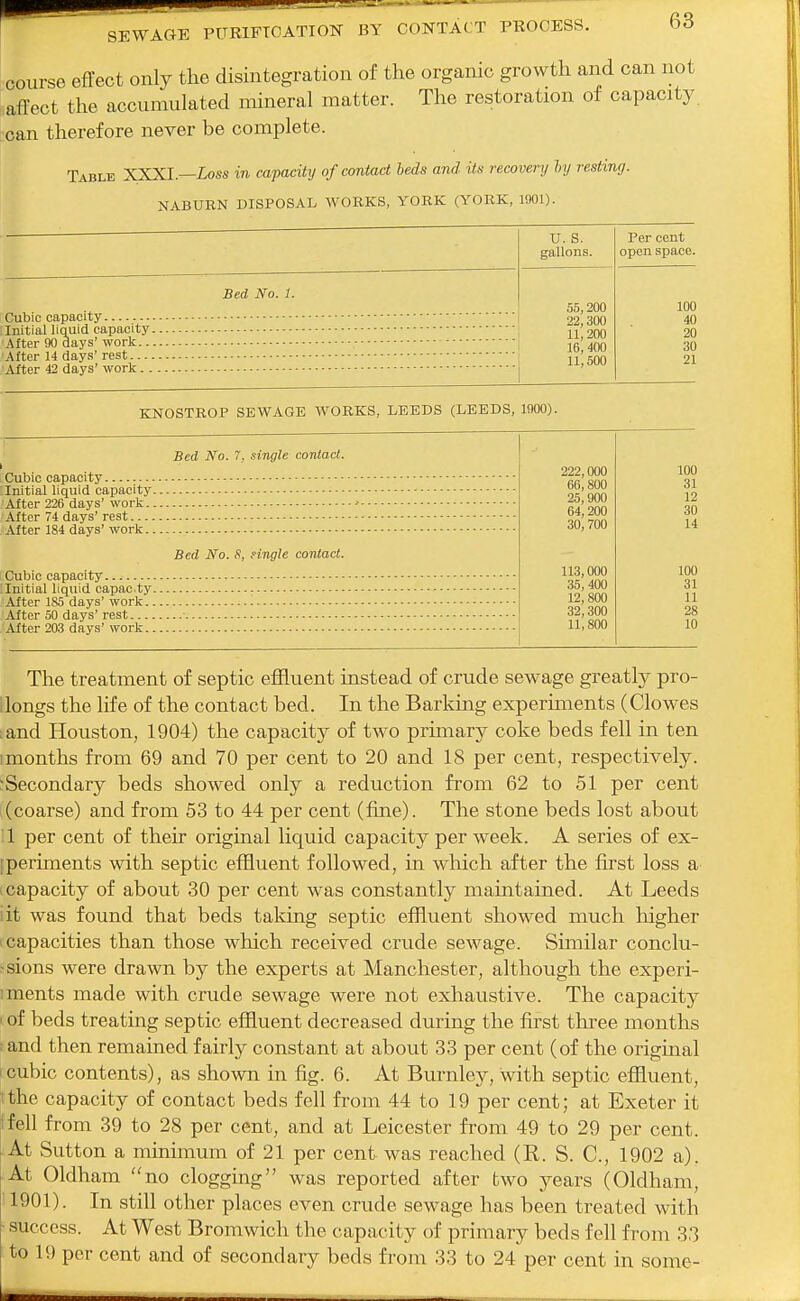 SEWAGE PURIFICATION BY CONTACT PROCESS. 63
course effect only the disintegration of the organic growth and can not
affect the accumulated mineral matter. The restoration of capacity
can therefore never be complete.
Table XXXI.—Loss in capacity of contact beds and its recovery by resting.
NABURN DISPOSAL WORKS, YORK (YORK, 1901).
U. S. gallons. Per cent open space.
Bed No. 1.
Cubic capacity 55,200 100
Initial liquid capacity 22,300 40
After 90 days' work 11,200 20
After 14 days' rest 16,400 30
After 42 days' work 11,500 21
KNOSTROP SEWAGE WORKS, LEEDS (LEEDS, 1900).
Bed No. 7, single contact.
Cubic capacity 222,000 100
Initial liquid capacity 66,800 31
After 226 days' work 25,900 12
After 74 days' rest 64,200 30
After 184 days' work 30,700 14
Bed No. 8, single contact.
Cubic capacity 113,000 100
Initial liquid capacity 35,400 31
After 185 days' work 12,800 11
After 50 days' rest 32,300 28
After 203 days' work 11,800 10
The treatment of septic effluent instead of crude sewage greatly pro-
longs the life of the contact bed. In the Barking experiments (Clowes
and Houston, 1904) the capacity of two primary coke beds fell in ten
months from 69 and 70 per cent to 20 and 18 per cent, respectively.
Secondary beds showed only a reduction from 62 to 51 per cent
(coarse) and from 53 to 44 per cent (fine). The stone beds lost about
1 per cent of their original liquid capacity per week. A series of ex-
periments with septic effluent followed, in which after the first loss a
capacity of about 30 per cent was constantly maintained. At Leeds
it was found that beds taking septic effluent showed much higher
capacities than those which received crude sewage. Similar conclu-
sions were drawn by the experts at Manchester, although the experi-
ments made with crude sewage were not exhaustive. The capacity
of beds treating septic effluent decreased during the first three months
and then remained fairly constant at about 33 per cent (of the original
cubic contents), as shown in fig. 6. At Burnley, with septic effluent,
the capacity of contact beds fell from 44 to 19 per cent; at Exeter it
fell from 39 to 28 per cent, and at Leicester from 49 to 29 per cent.
At Sutton a minimum of 21 per cent was reached (R. S. C., 1902 a).
At Oldham "no clogging" was reported after two years (Oldham,
1901). In still other places even crude sewage has been treated with
success. At West Bromwich the capacity of primary beds fell from 33
to 19 per cent and of secondary beds from 33 to 24 per cent in some-